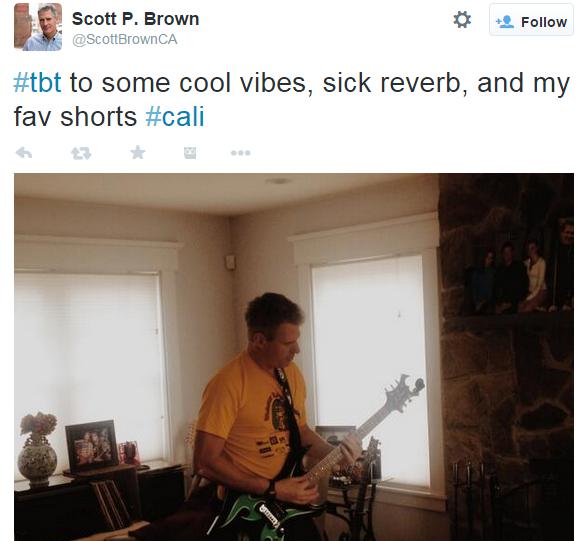 Scott P. Brown
@ScottBrownCA
Follow
#tbt to some cool vibes, sick reverb, and my
fav shorts #cali